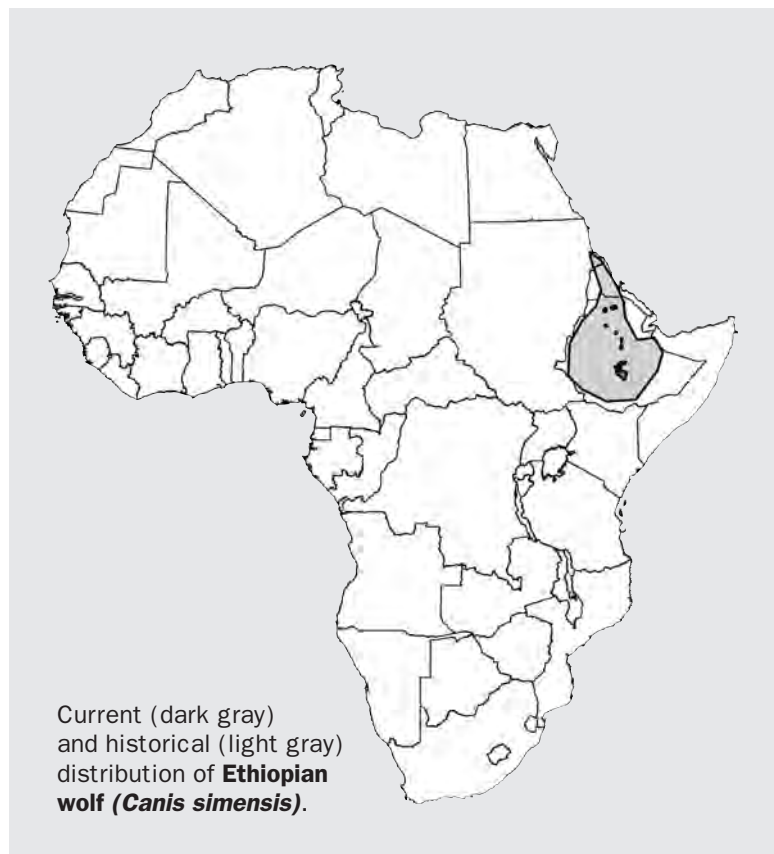 Current (dark gray)
and historical (light gray)
distribution of Ethiopian
wolf (Canis simensis).